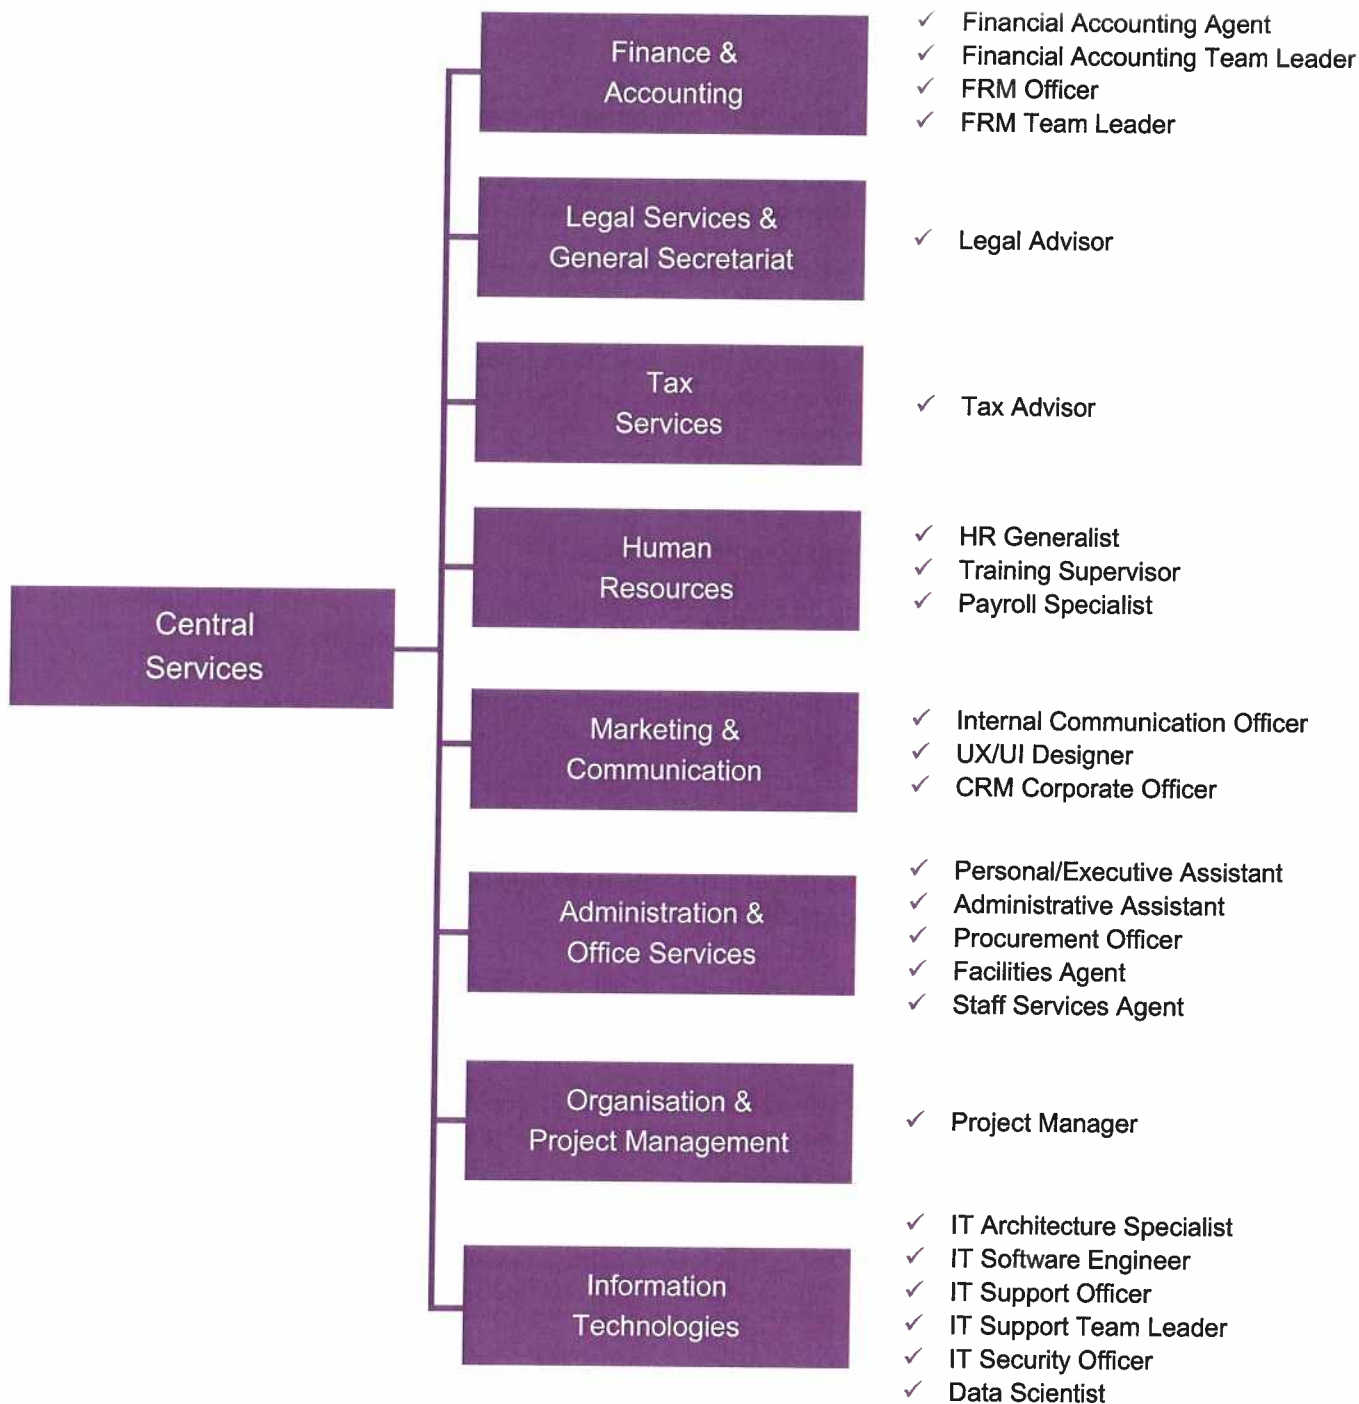 Central
Services
Finance &
Accounting
✓ Financial Accounting Agent
✓ Financial Accounting Team Leader
✓ FRM Officer
✓ FRM Team Leader
Legal Services &
General Secretariat
✓ Legal Advisor
Tax
Services
✓ Tax Advisor
Human
Resources
✓ HR Generalist
✓ Training Supervisor
✓ Payroll Specialist
Marketing &
Communication
✓ Internal Communication Officer
✓ UX/UI Designer
✓ CRM Corporate Officer
Administration &
Office Services
✓ Personal/Executive Assistant
✓ Administrative Assistant
✓ Procurement Officer
✓ Facilities Agent
✓ Staff Services Agent
Organisation &
Project Management
✓ Project Manager
Information
Technologies
✓ IT Architecture Specialist
✓ IT Software Engineer
✓ IT Support Officer
✓ IT Support Team Leader
✓ IT Security Officer
✓ Data Scientist